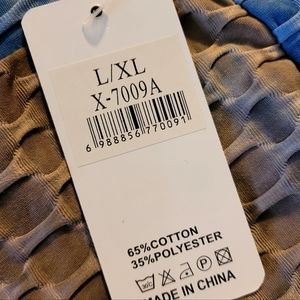 L/XL
X-7009A
6 988856 770091
65%COTTON
35%POLYESTER
MADE IN CHINA